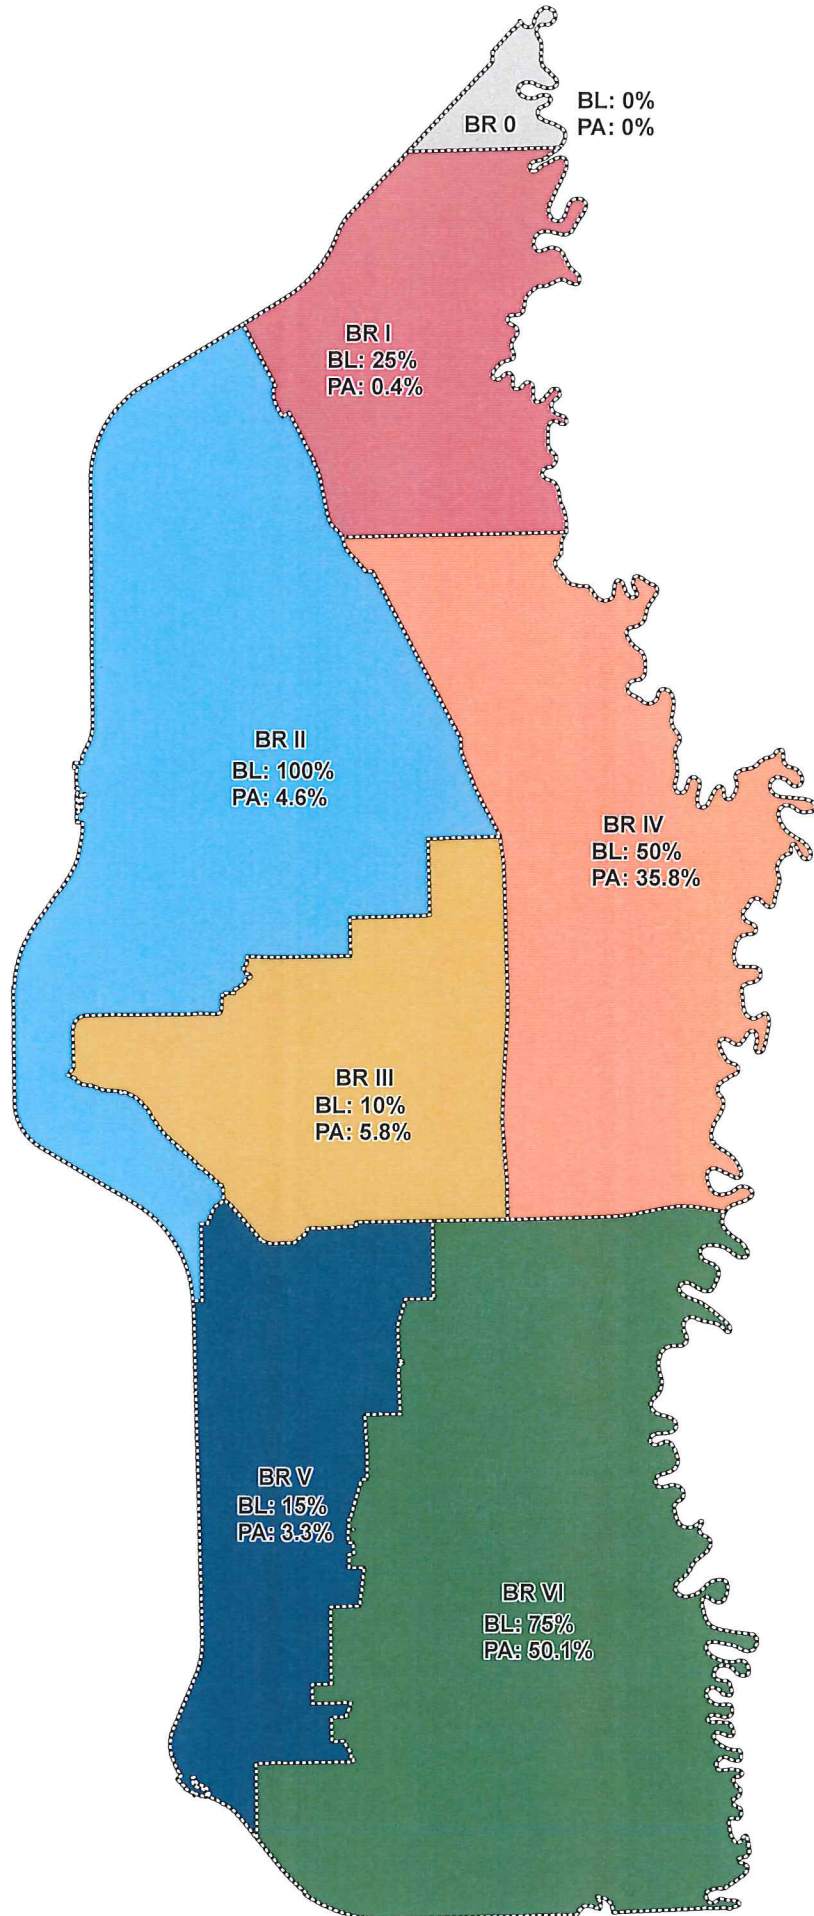 BR 0
BL: 0%
PA: 0%
BR I
BL: 25%
PA: 0.4%
BR II
BL: 100%
PA: 4.6%
BR IV
BL: 50%
PA: 35.8%
BR III
BL: 10%
PA: 5.8%
BR V
BL: 15%
PA: 3.3%
BR VI
BL: 75%
PA: 50.1%